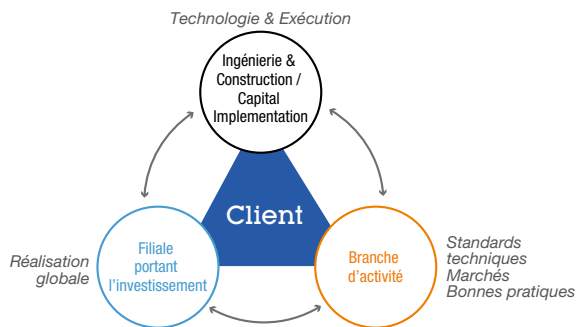 Technologie & Exécution
Ingénierie &
Construction /
Capital
Implementation
Client
Réalisation
globale
Filiale
portant
l'investissement
Branche
d'activité
Standards
techniques
Marchés
Bonnes pratiques